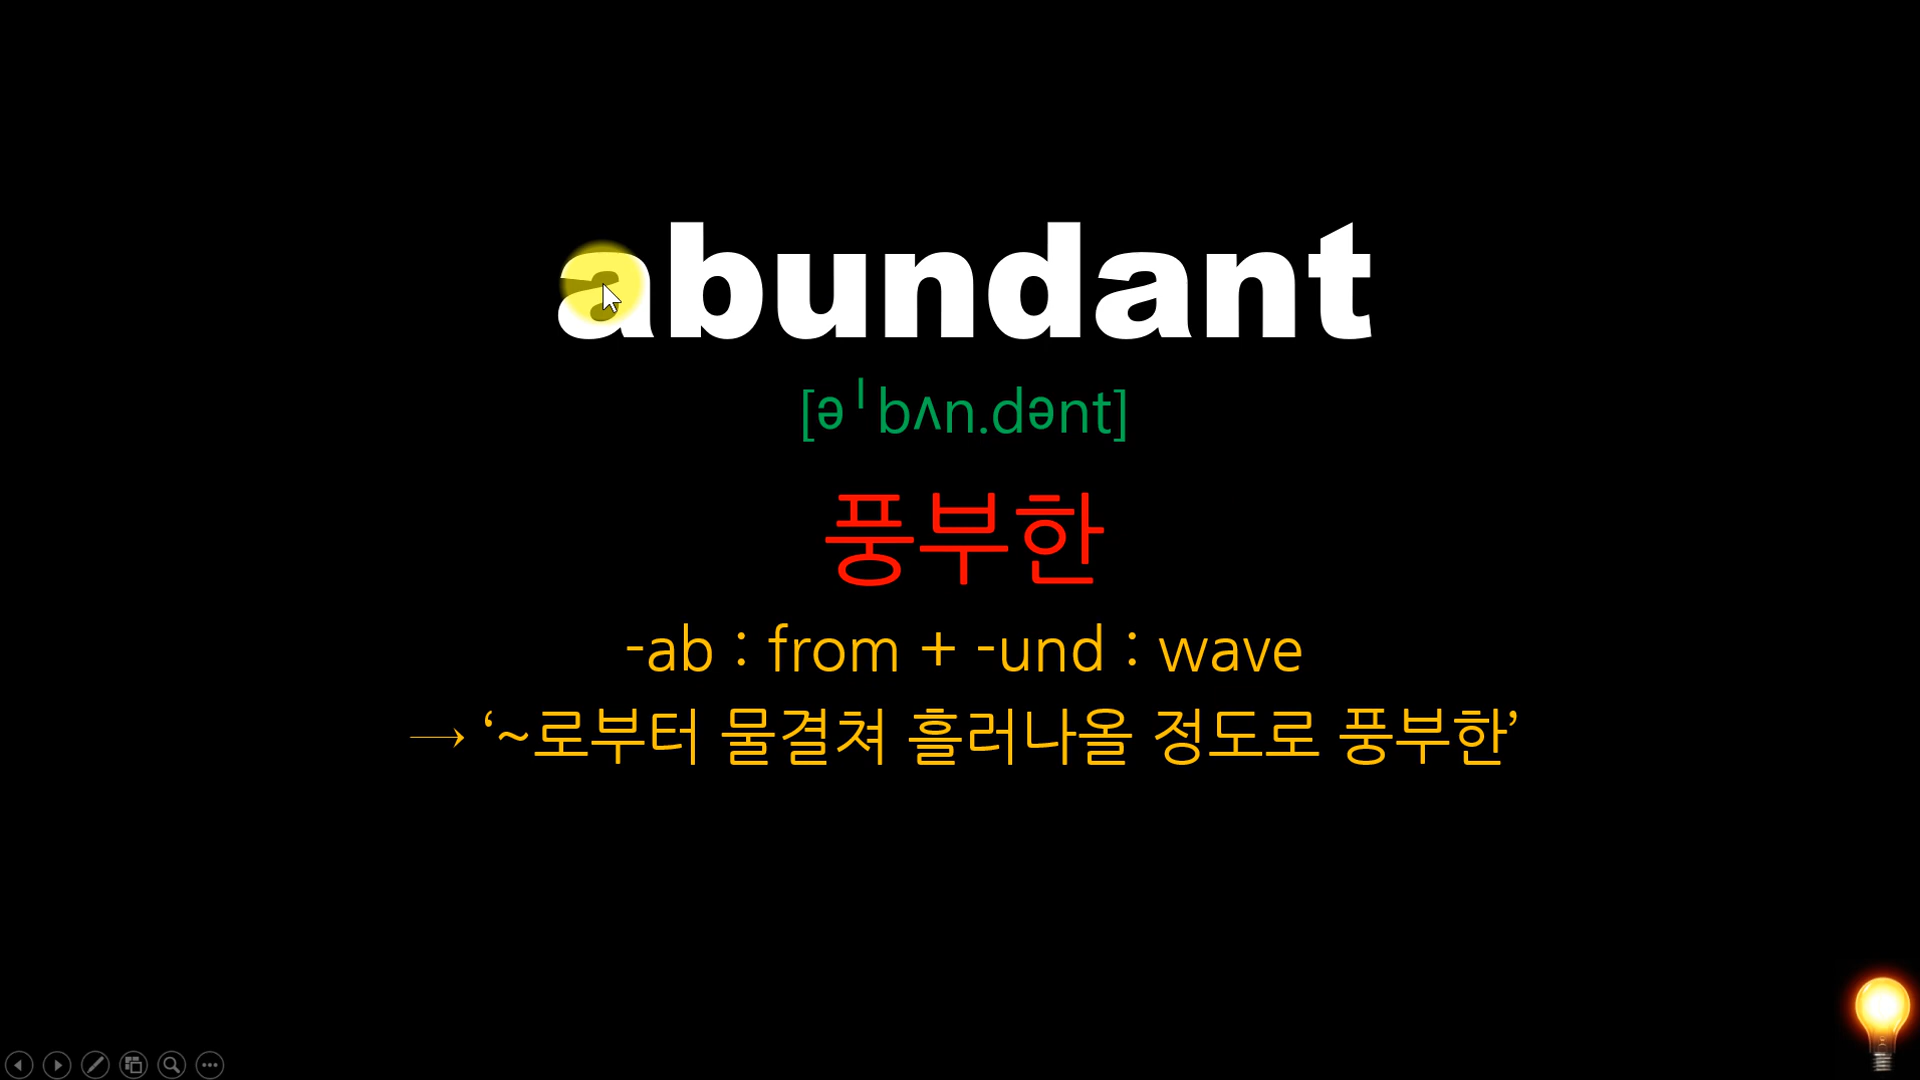 abundant
[əˈbʌn.dənt]
풍부한
-ab : from + -und : wave
→ ‘~로부터 물결쳐 흘러나올 정도로 풍부한’